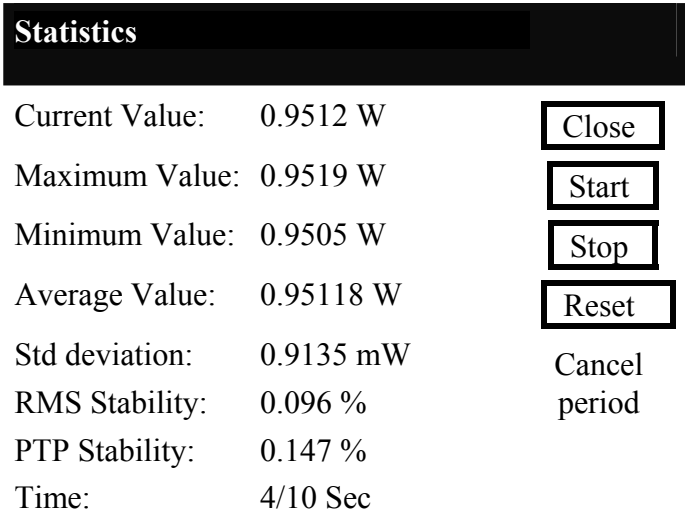 Statistics
Current Value: 0.9512 W Close
Maximum Value: 0.9519 W Start
Minimum Value: 0.9505 W Stop
Average Value: 0.95118 W Reset
Std deviation: 0.9135 mW Cancel
RMS Stability: 0.096 % period
PTP Stability: 0.147 %
Time: 4/10 Sec